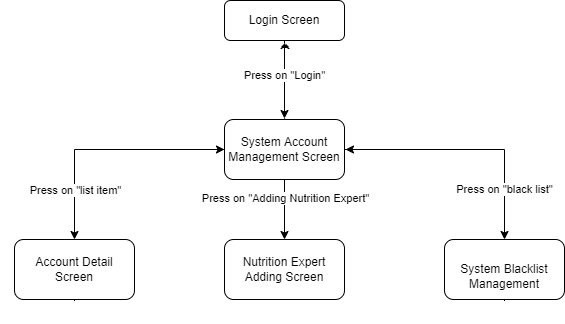 Login Screen
Press on "Login"
System Account
Management Screen
Press on "list item"
Press on "Adding Nutrition Expert"
Press on "black list"
Account Detail
Screen
Nutrition Expert
Adding Screen
System Blacklist
Management